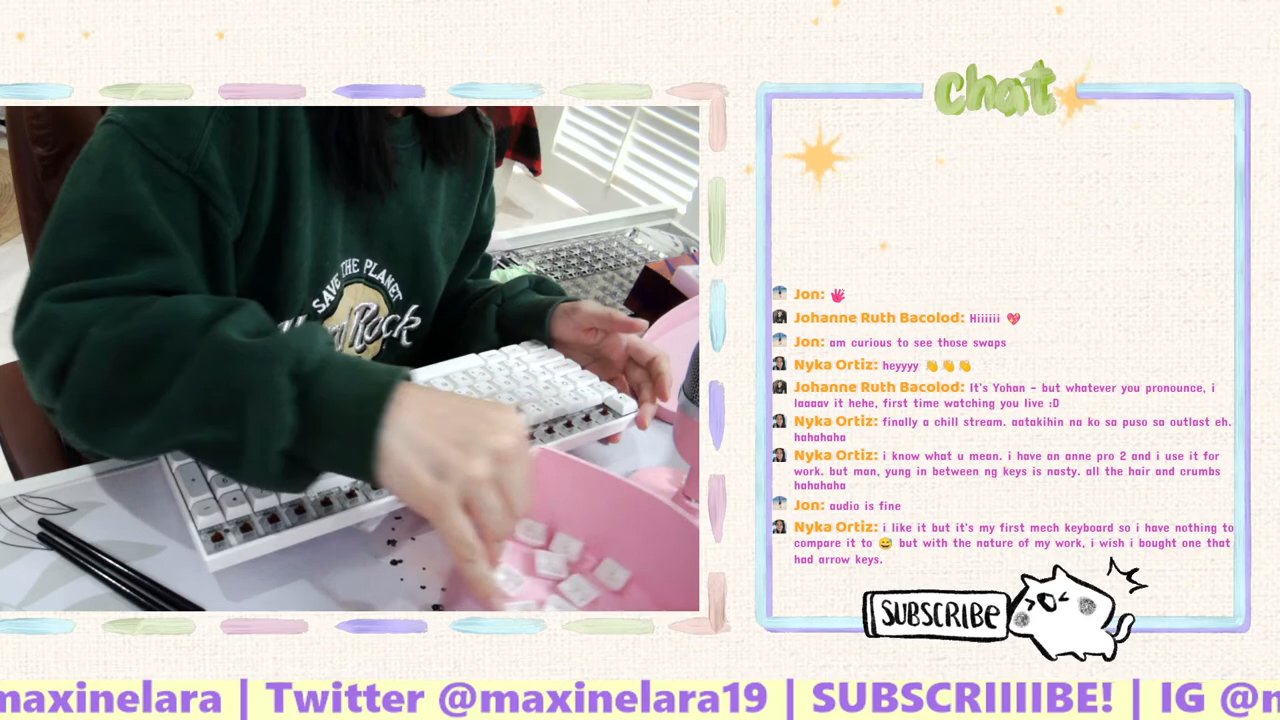 chat
SAVE THE PLANET
Hard Rock
Jon:
Johanne Ruth Bacolod: Hiiiiii
Jon: am curious to see those swaps
Nyka Ortiz: heyyyy
Johanne Ruth Bacolod: It's Yohan - but whatever you pronounce, i
laaaav it hehe, first time watching you live :D
Nyka Ortiz: finally a chill stream. aatakihin na ko sa puso sa outlast eh.
hahahaha
Nyka Ortiz: i know what u mean. i have an anne pro 2 and i use it for
work. but man, yung in between ng keys is nasty. all the hair and crumbs
hahahaha
Jon: audio is fine
Nyka Ortiz: i like it but it's my first mech keyboard so i have nothing to
compare it to 😅 but with the nature of my work, i wish i bought one that
had arrow keys.
SUBSCRIBE
maxinelara | Twitter @maxinelara19 | SUBSCRIIIIBE! | IG @